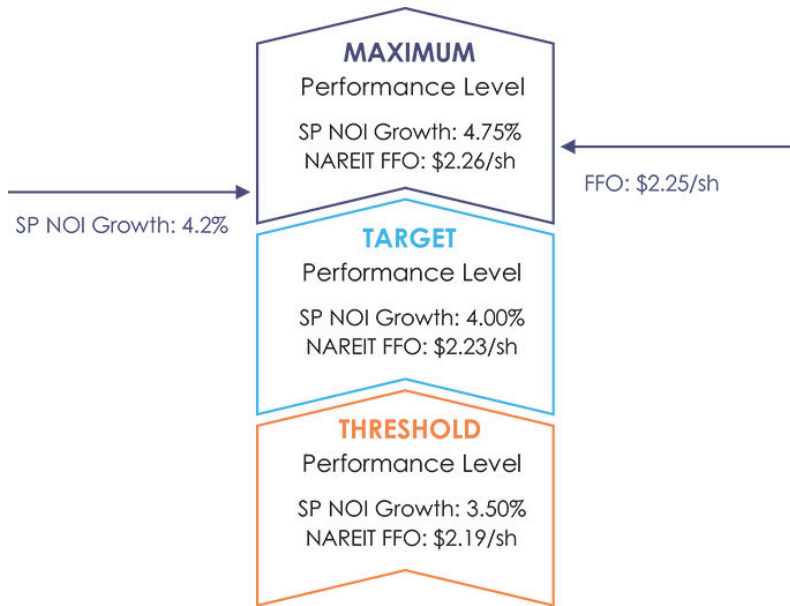 MAXIMUM
Performance Level
SP NOI Growth: 4.75%
NAREIT FFO: $2.26/sh
FFO: $2.25/sh
SP NOI Growth: 4.2%
TARGET
Performance Level
SP NOI Growth: 4.00%
NAREIT FFO: $2.23/sh
THRESHOLD
Performance Level
SP NOI Growth: 3.50%
NAREIT FFO: $2.19/sh